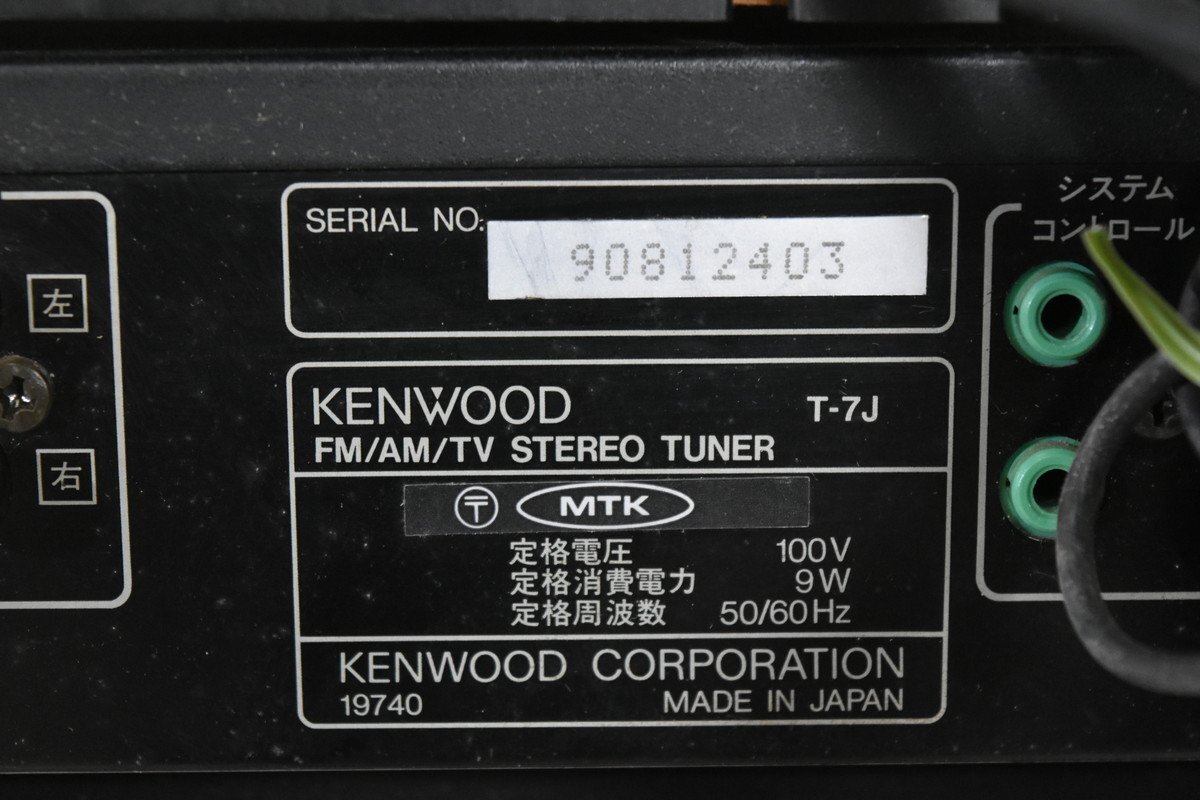 SERIAL NO.
90812403
システム
コントロール
左
右
KENWOOD T-7J
FM/AM/TV STEREO TUNER
〒 MTK
定格電圧 100V
定格消費電力 9W
定格周波数 50/60Hz
KENWOOD CORPORATION
19740 MADE IN JAPAN